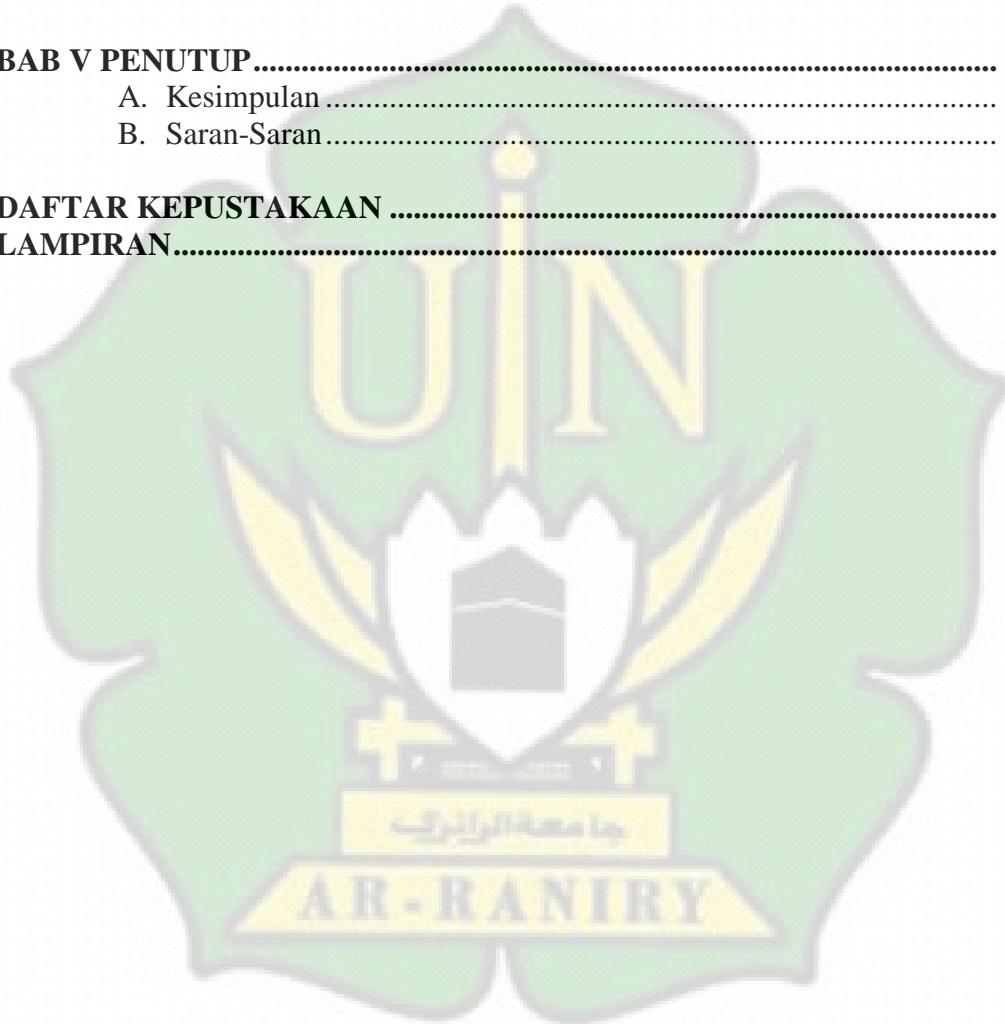 BAB V PENUTUP........................................................................................
A. Kesimpulan........................................................................................
B. Saran-Saran........................................................................................
DAFTAR KEPUSTAKAAN........................................................................................
LAMPIRAN........................................................................................
UIN
جامعة الرانري
AR-RANIRY